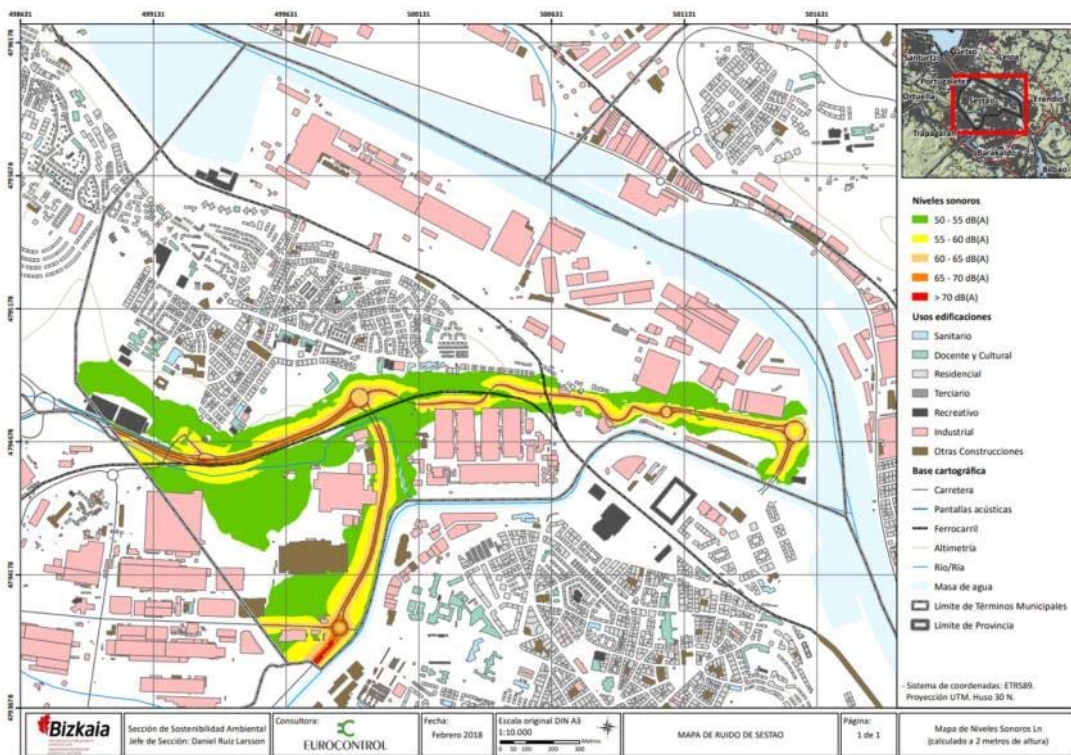 498631 499131 499631 500131 500631 501131 501631
4796178
4795678
4795178
4794678
4794178
4793678
Santurtzi
Getxo
Leioa
Portugalete
Ortuella
Sestao
Erandio
Trapagaran
Barakaldo
Bilbao
Niveles sonoros
50 - 55 dB(A)
55 - 60 dB(A)
60 - 65 dB(A)
65 - 70 dB(A)
> 70 dB(A)
Usos edificaciones
Sanitario
Docente y Cultural
Residencial
Terciario
Recreativo
Industrial
Otras Construcciones
Base cartográfica
Carretera
Pantallas acústicas
Ferrocarril
Altimetría
Río/Ría
Masa de agua
Límite de Términos Municipales
Límite de Provincia
- Sistema de coordenadas: ETRS89.
Proyección UTM. Huso 30 N.
Bizkaia
Sección de Sostenibilidad Ambiental
Jefe de Sección: Daniel Ruiz Larsson
Consultora:
EUROCONTROL
Fecha:
Febrero 2018
Escala original DIN A3
1:10.000
Metros
0 50 100 200 300
MAPA DE RUIDO DE SESTAO
Página:
1 de 1
Mapa de Niveles Sonoros Ln
(calculado a 2 metros de altura)